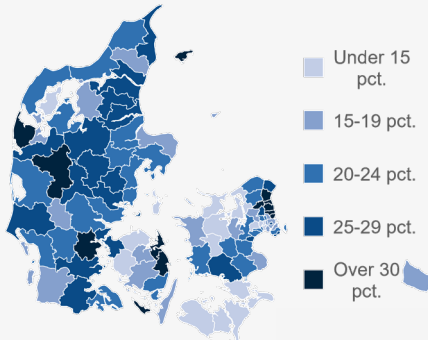 Under 15
pct.
15-19 pct.
20-24 pct.
25-29 pct.
Over 30
pct.